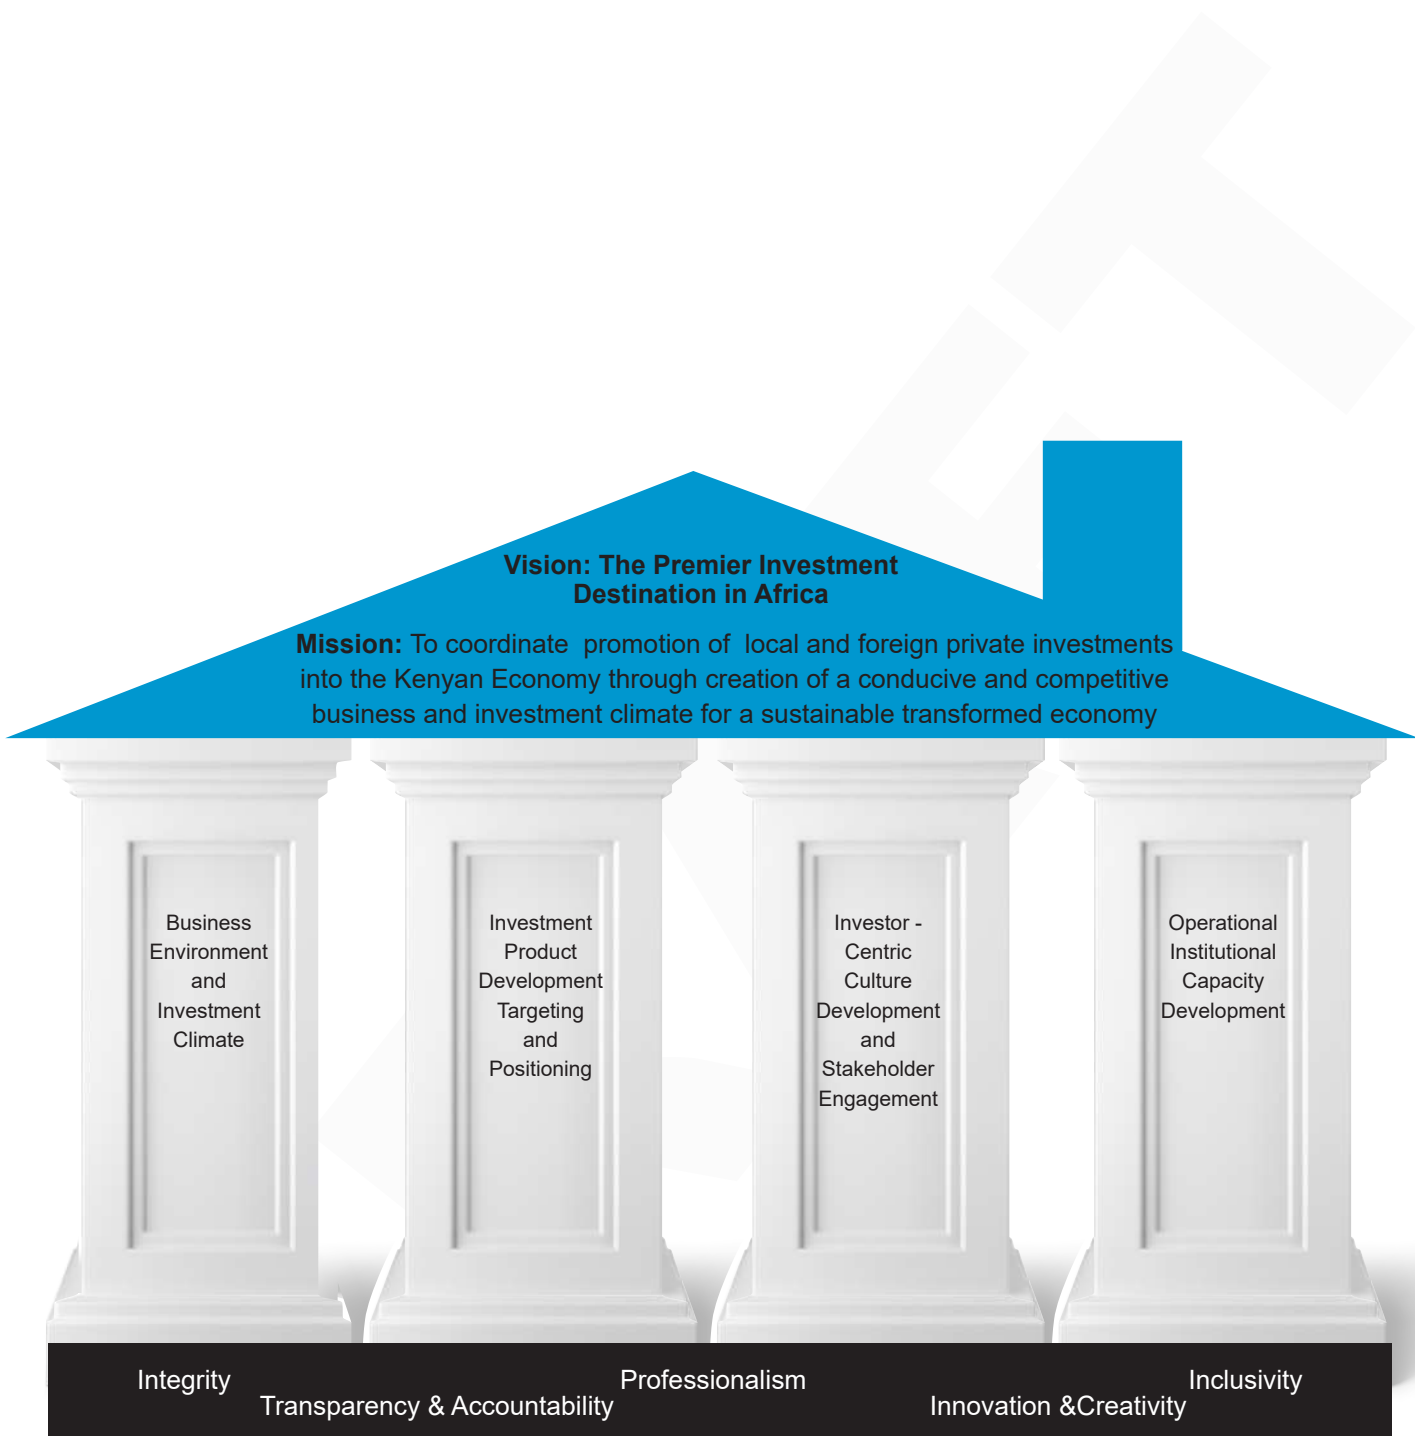 Vision: The Premier Investment
Destination in Africa
Mission: To coordinate promotion of local and foreign private investments
into the Kenyan Economy through creation of a conducive and competitive
business and investment climate for a sustainable transformed economy
Business
Environment
and
Investment
Climate
Investment
Product
Development
Targeting
and
Positioning
Investor -
Centric
Culture
Development
and
Stakeholder
Engagement
Operational
Institutional
Capacity
Development
Integrity
Transparency & Accountability
Professionalism
Innovation &Creativity
Inclusivity